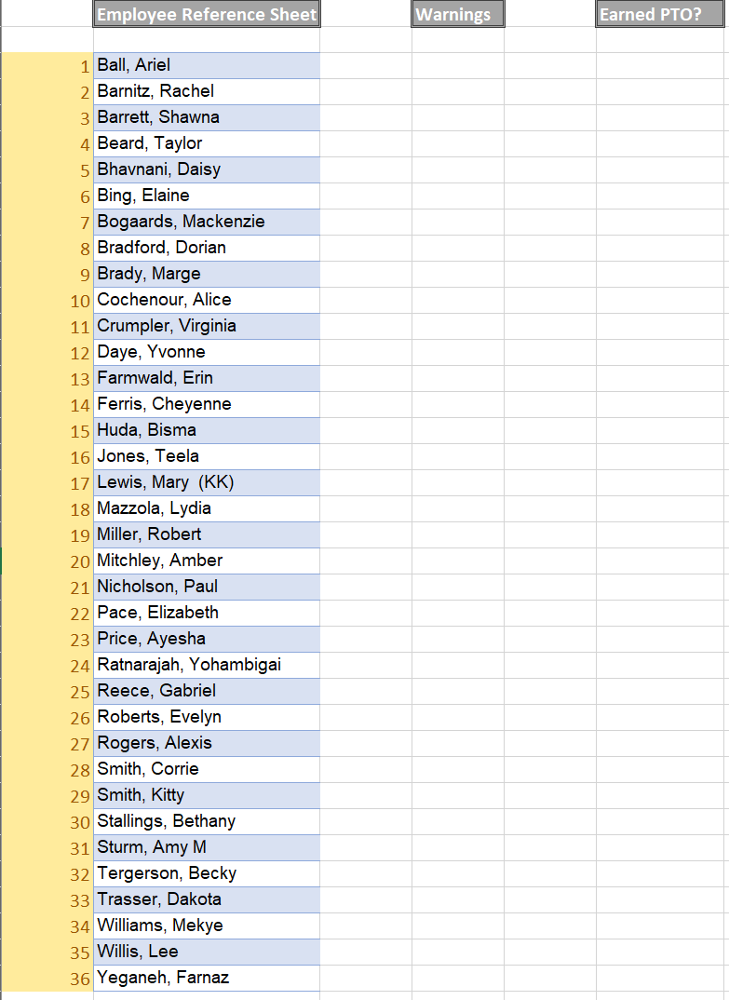 Employee Reference Sheet Warnings Earned PTO?
1 Ball, Ariel
2 Barnitz, Rachel
3 Barrett, Shawna
4 Beard, Taylor
5 Bhavnani, Daisy
6 Bing, Elaine
7 Bogaards, Mackenzie
8 Bradford, Dorian
9 Brady, Marge
10 Cochenour, Alice
11 Crumpler, Virginia
12 Daye, Yvonne
13 Farmwald, Erin
14 Ferris, Cheyenne
15 Huda, Bisma
16 Jones, Teela
17 Lewis, Mary  (KK)
18 Mazzola, Lydia
19 Miller, Robert
20 Mitchley, Amber
21 Nicholson, Paul
22 Pace, Elizabeth
23 Price, Ayesha
24 Ratnarajah, Yohambigai
25 Reece, Gabriel
26 Roberts, Evelyn
27 Rogers, Alexis
28 Smith, Corrie
29 Smith, Kitty
30 Stallings, Bethany
31 Sturm, Amy M
32 Tergerson, Becky
33 Trasser, Dakota
34 Williams, Mekye
35 Willis, Lee
36 Yeganeh, Farnaz